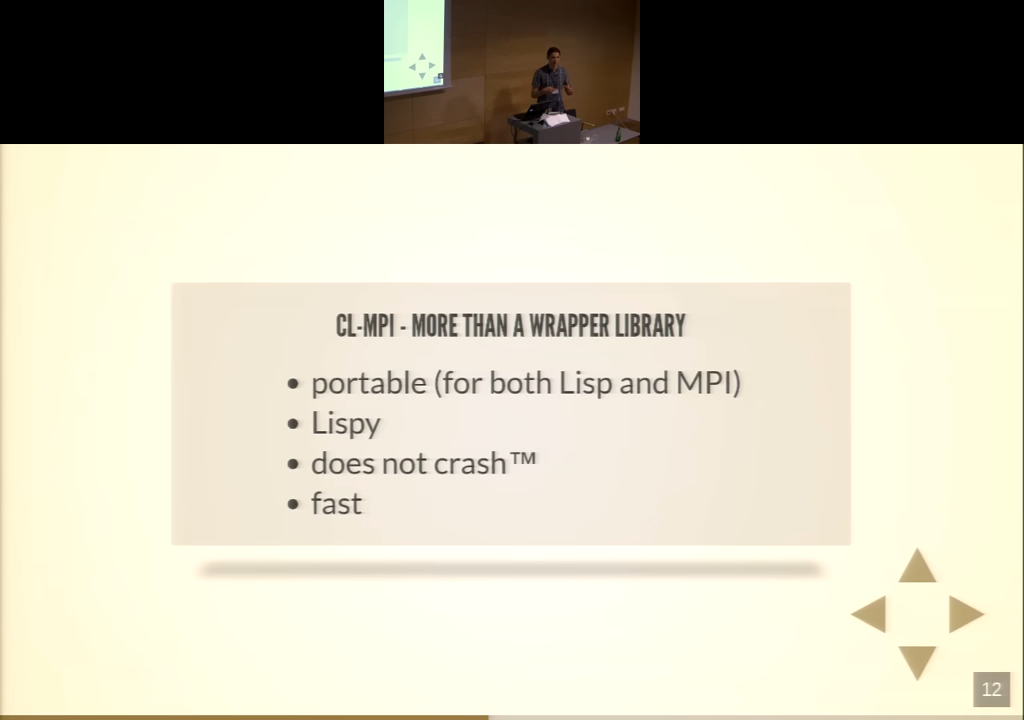 CL-MPI - MORE THAN A WRAPPER LIBRARY
• portable (for both Lisp and MPI)
• Lispy
• does not crash™
• fast
12